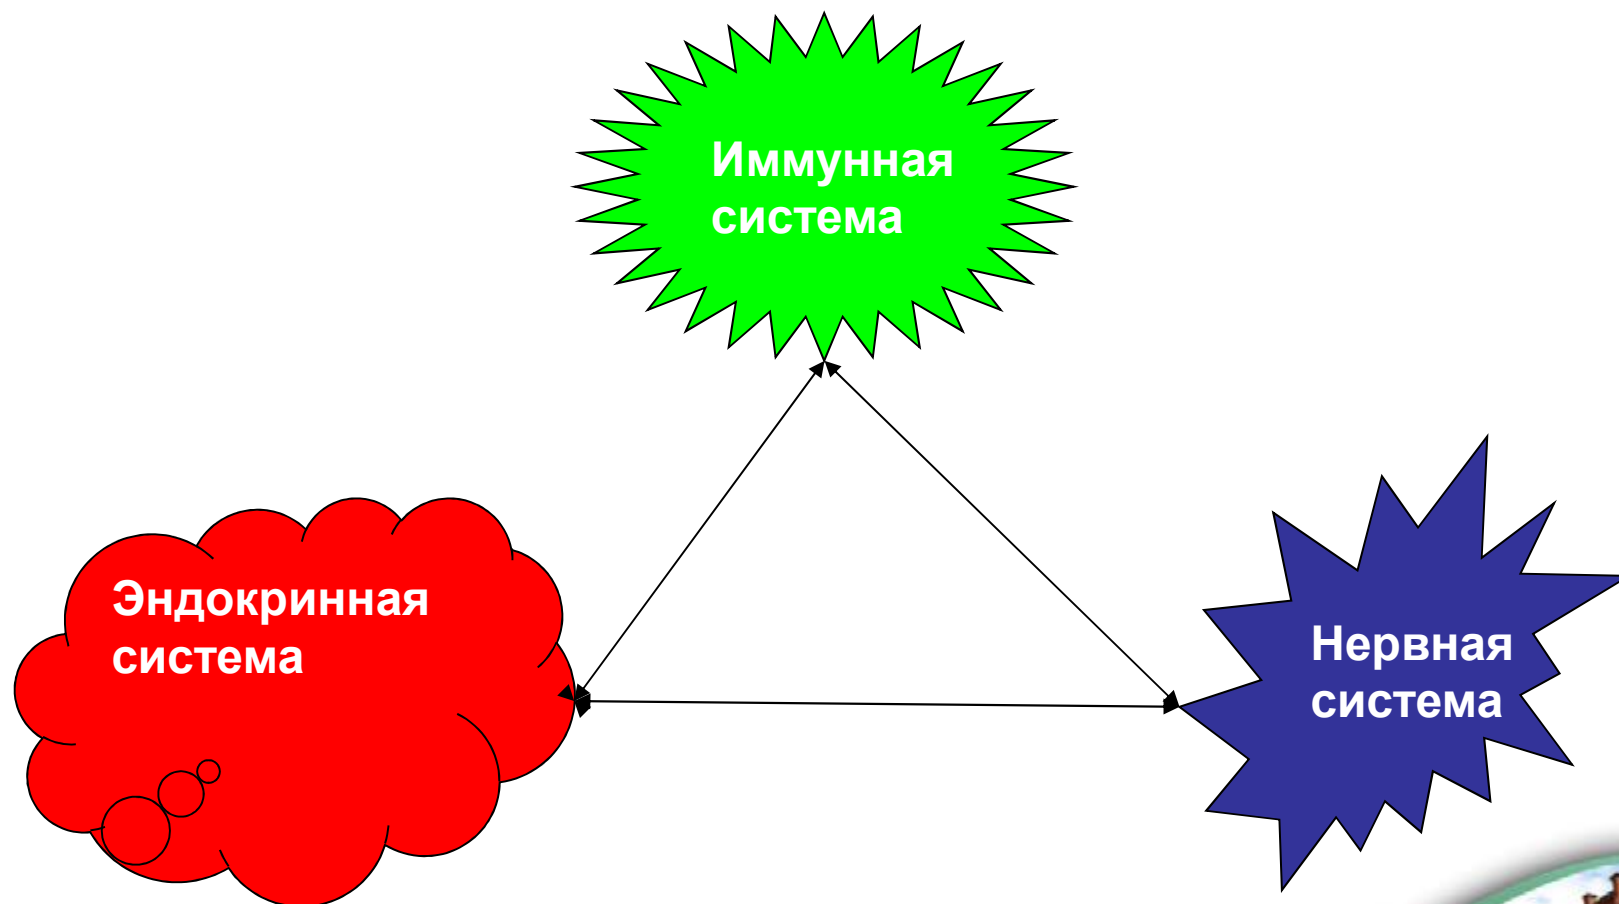 Иммунная
система
Эндокринная
система
Нервная
система